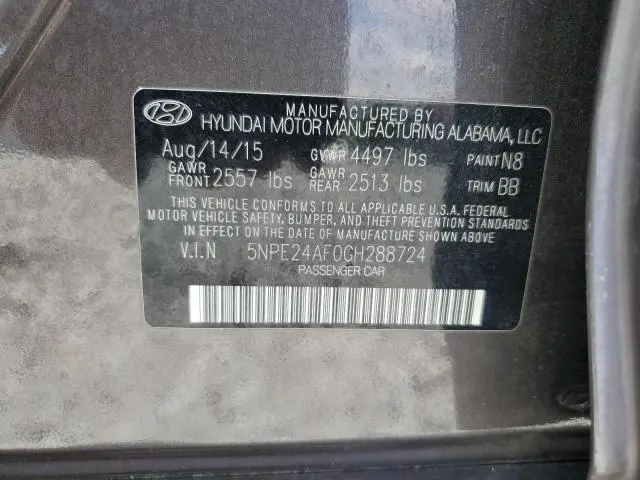 MANUFACTURED BY
HYUNDAI MOTOR MANUFACTURING ALABAMA, LLC
Aug/14/15 GVWR 4497 lbs PAINT N8
GAWR FRONT 2557 lbs GAWR REAR 2513 lbs TRIM BB
THIS VEHICLE CONFORMS TO ALL APPLICABLE U.S.A. FEDERAL
MOTOR VEHICLE SAFETY, BUMPER, AND THEFT PREVENTION STANDARDS
IN EFFECT ON THE DATE OF MANUFACTURE SHOWN ABOVE.
V.I.N 5NPE24AF0GH288724
PASSENGER CAR